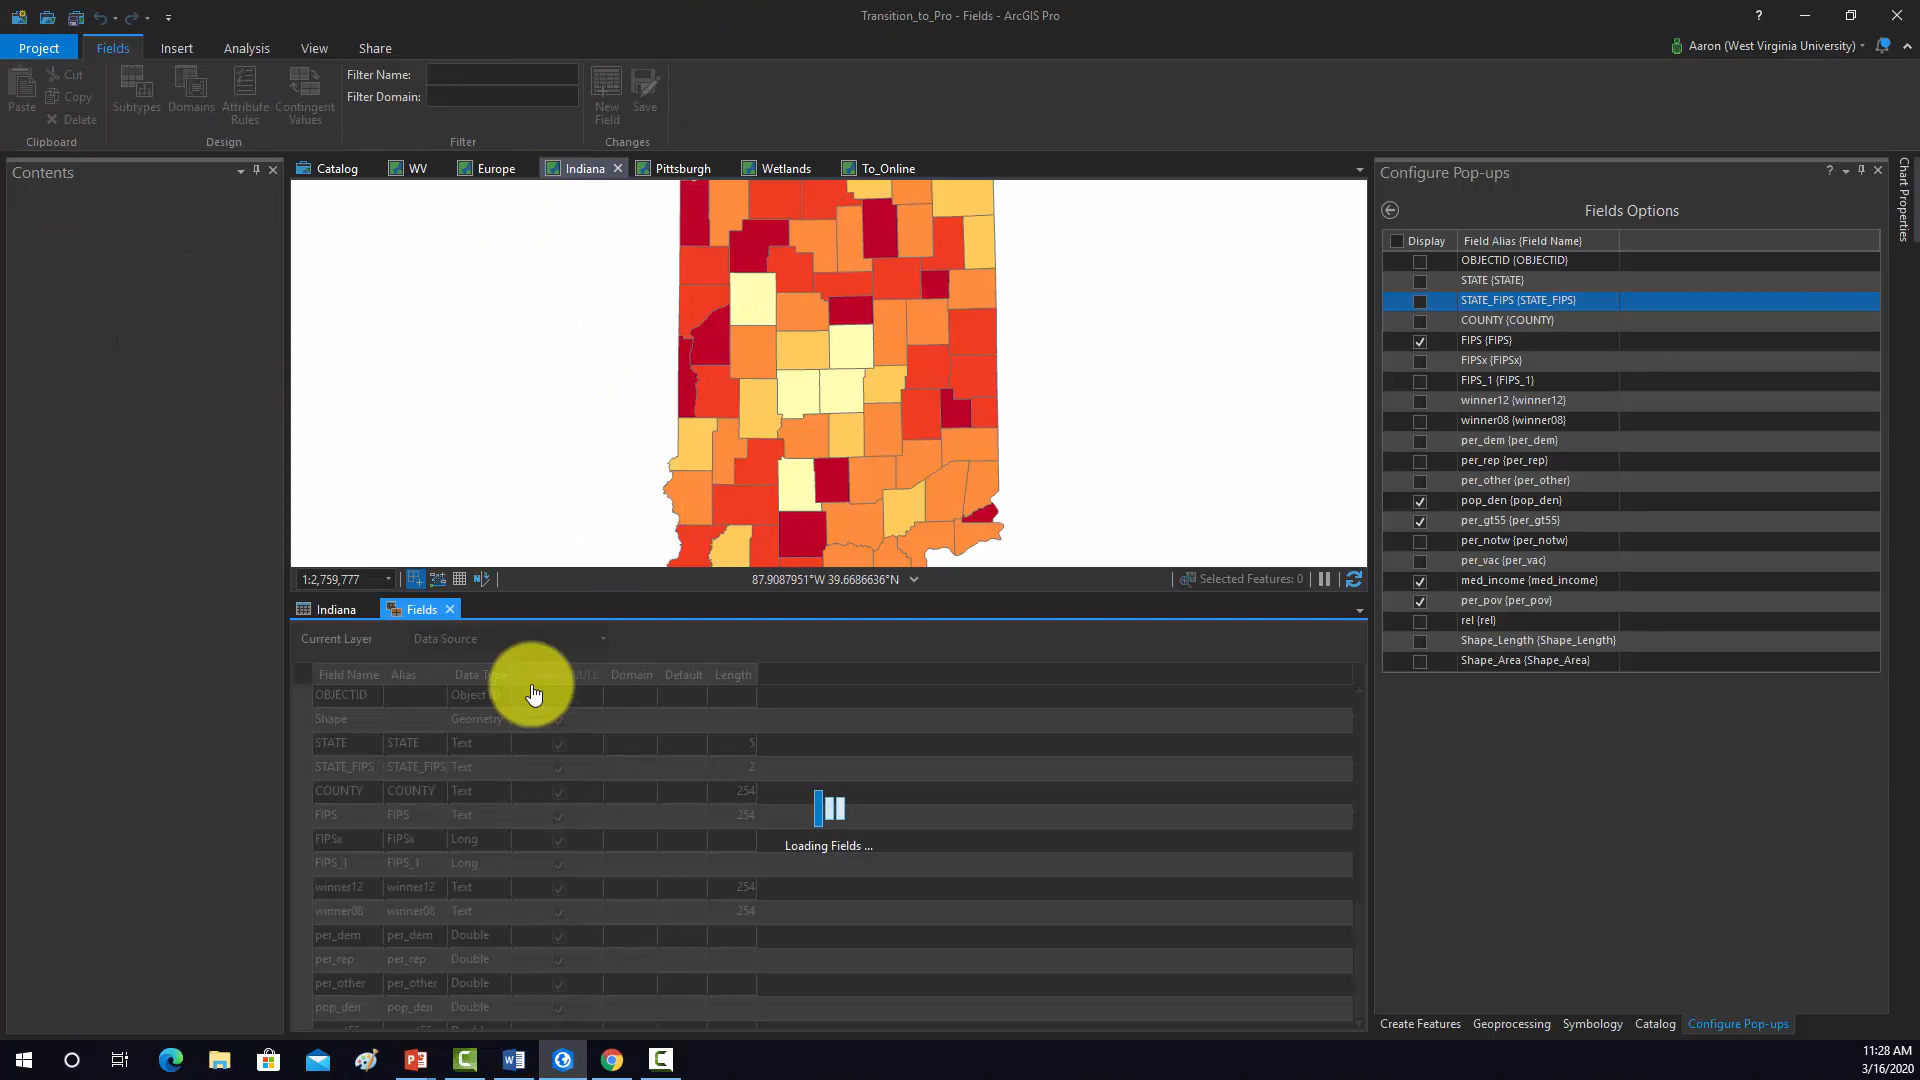 Transition_to_Pro - Fields - ArcGIS Pro
?
Project Fields Insert Analysis View Share
Aaron (West Virginia University)
Paste
Cut
Copy
Delete
Clipboard
Subtypes
Domains
Attribute Rules
Contingent Values
Design
Filter Name:
Filter Domain:
Filter
New Field
Save
Changes
Contents
Catalog WV Europe Indiana Pittsburgh Wetlands To_Online
1:2,759,777
87.9087951°W 39.6686636°N
Selected Features: 0
Indiana Fields
Current Layer Data Source
Field Name Alias Data Domain Default Length
OBJECTID Object
Shape Geometry
STATE STATE Text 5
STATE_FIPS STATE_FIPS Text 2
COUNTY COUNTY Text 254
FIPS FIPS Text 254
FIPSx FIPSx Long
FIPS_1 FIPS_1 Long
winner12 winner12 Text 254
winner08 winner08 Text 254
per_dem per_dem Double
per_rep per_rep Double
per_other per_other Double
pop_den pop_den Double
Loading Fields ...
Configure Pop-ups
?
Fields Options
Display Field Alias {Field Name}
OBJECTID {OBJECTID}
STATE {STATE}
STATE_FIPS {STATE_FIPS}
COUNTY {COUNTY}
FIPS {FIPS}
FIPSx {FIPSx}
FIPS_1 {FIPS_1}
winner12 {winner12}
winner08 {winner08}
per_dem {per_dem}
per_rep {per_rep}
per_other {per_other}
pop_den {pop_den}
per_gt55 {per_gt55}
per_notw {per_notw}
per_vac {per_vac}
med_income {med_income}
per_pov {per_pov}
rel {rel}
Shape_Length {Shape_Length}
Shape_Area {Shape_Area}
Create Features Geoprocessing Symbology Catalog Configure Pop-ups
Chart Properties
11:28 AM
3/16/2020